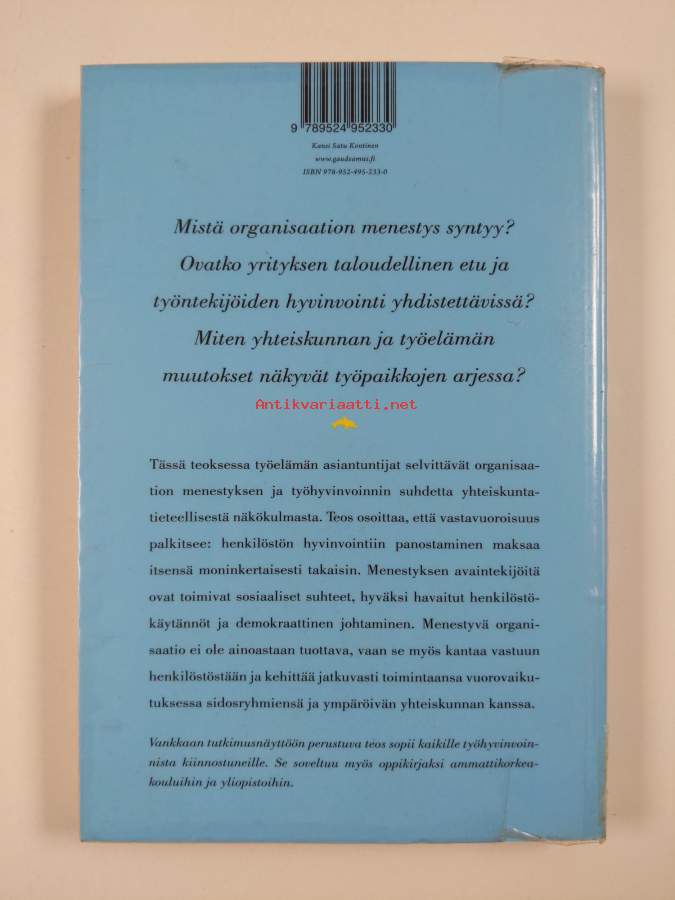 9 789524 952330
Kansi Satu Kontinen
www.gaudeamus.fi
ISBN 978-952-495-233-0
Mistä organisaation menestys syntyy?
Ovatko yrityksen taloudellinen etu ja
työntekijöiden hyvinvointi yhdistettävissä?
Miten yhteiskunnan ja työelämän
muutokset näkyvät työpaikkojen arjessa?
Antikvariaatti.net
Tässä teoksessa työelämän asiantuntijat selvittävät organisaa-
tion menestyksen ja työhyvinvoinnin suhdetta yhteiskunta-
tieteellisestä näkökulmasta. Teos osoittaa, että vastavuoroisuus
palkitsee: henkilöstön hyvinvointiin panostaminen maksaa
itsensä moninkertaisesti takaisin. Menestyksen avaintekijöitä
ovat toimivat sosiaaliset suhteet, hyväksi havaitut henkilöstö-
käytännöt ja demokraattinen johtaminen. Menestyvä organi-
saatio ei ole ainoastaan tuottava, vaan se myös kantaa vastuun
henkilöstöstään ja kehittää jatkuvasti toimintaansa vuorovaiku-
tuksessa sidosryhmiensä ja ympäröivän yhteiskunnan kanssa.
Vankkaan tutkimusnäyttöön perustuva teos sopii kaikille työhyvinvoin-
nista kiinnostuneille. Se soveltuu myös oppikirjaksi ammattikorkea-
kouluihin ja yliopistoihin.